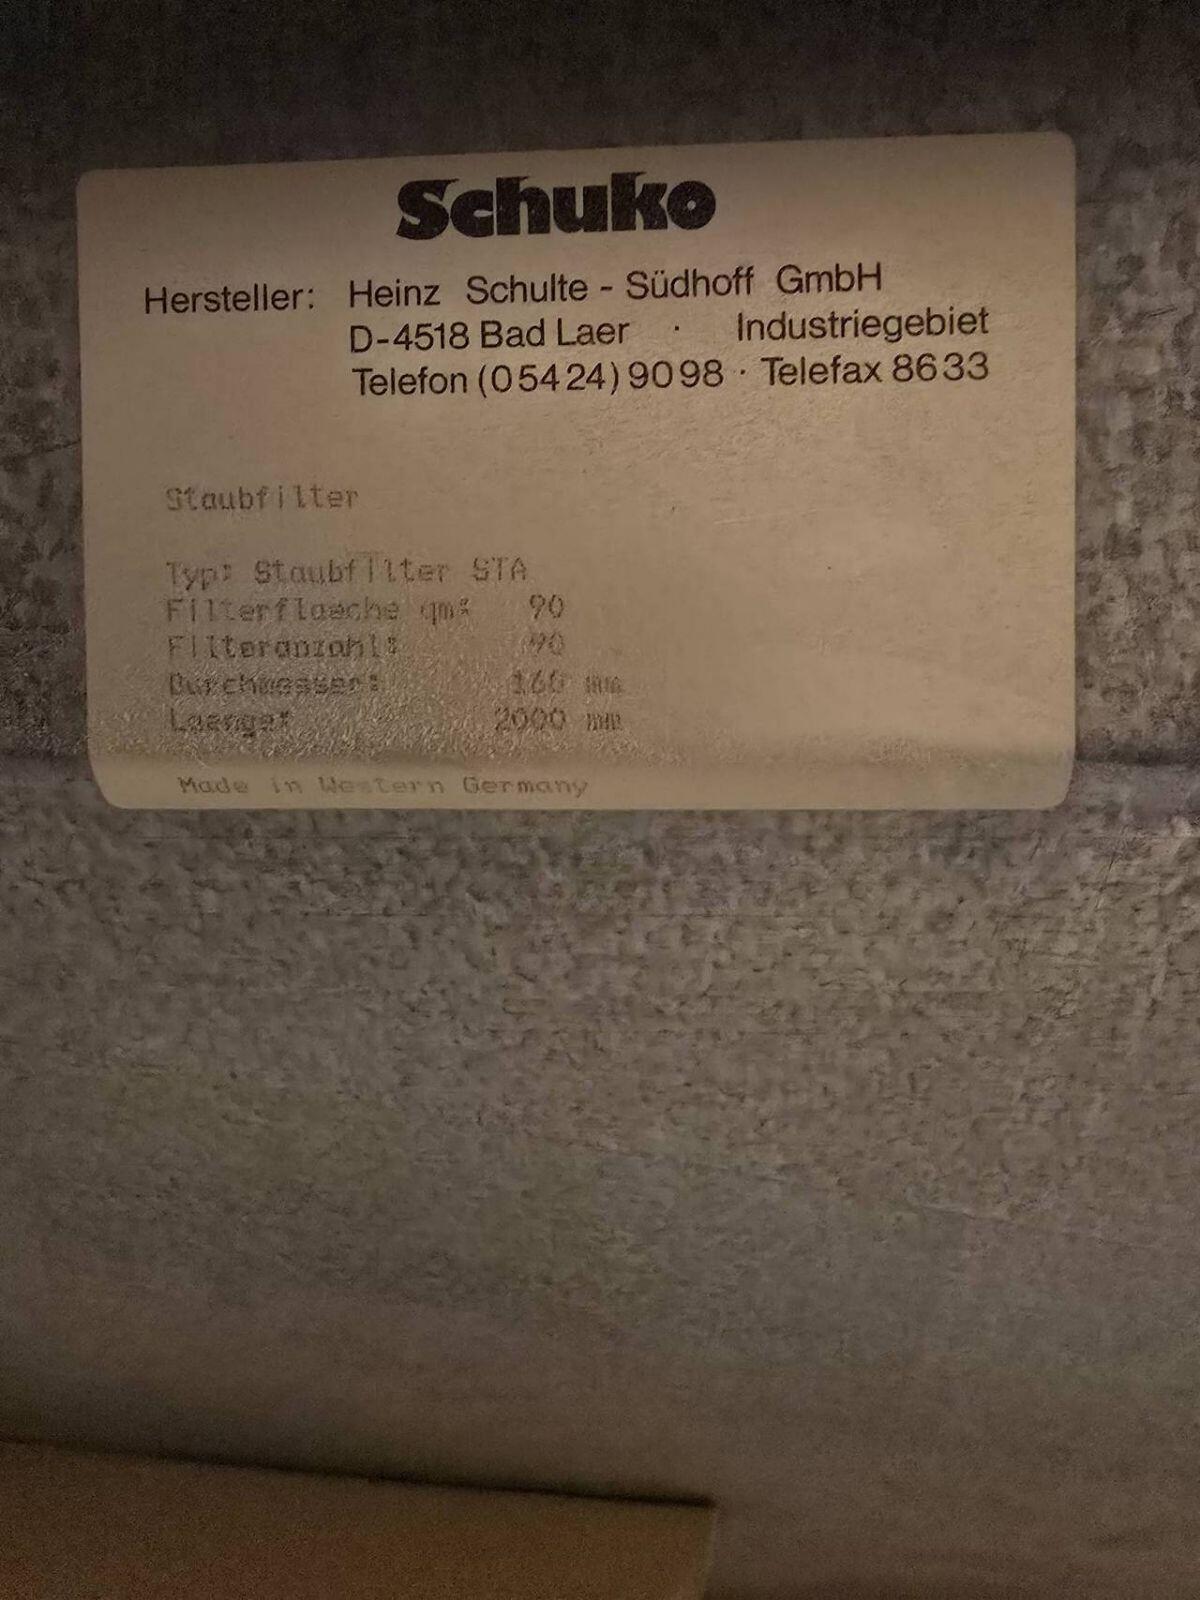 Schuko
Hersteller: Heinz Schulte - Südhoff GmbH
D-4518 Bad Laer · Industriegebiet
Telefon (05424) 9098 · Telefax 8633
Staubfilter
Typ: Staubfilter STA
Filterflaeche qm: 90
Filteranzahl: 90
Durchmesser: 160 mm
Laenge: 2000 mm
Made in Western Germany